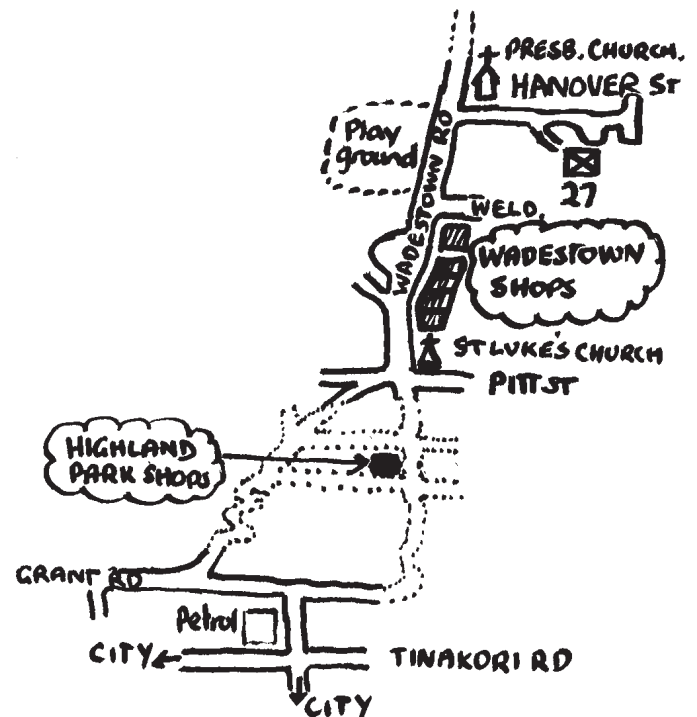 PRESB. CHURCH.
HANOVER ST
Play
ground
WADESTOWN RD
27
WELD.
WADESTOWN
SHOPS
ST LUKE'S CHURCH
PITT ST
HIGHLAND
PARK SHOPS
GRANT RD
Petrol
CITY
TINAKORI RD
CITY